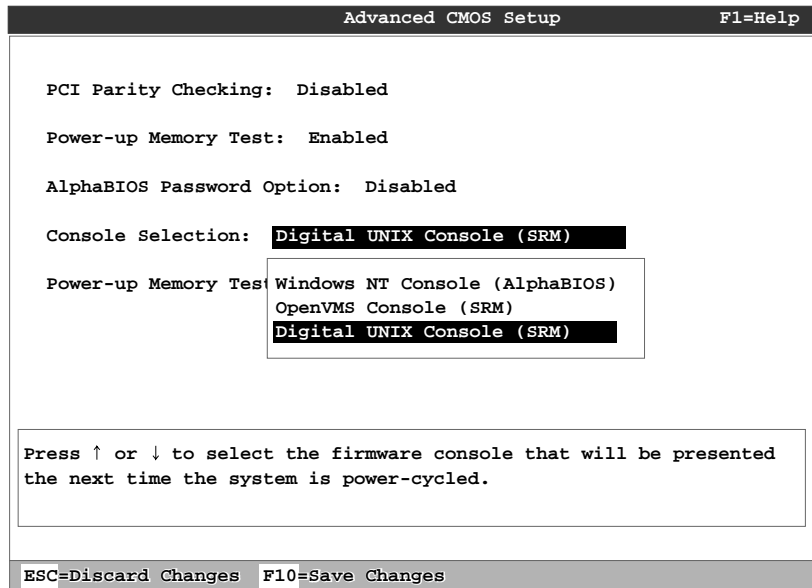 Advanced CMOS Setup F1=Help
PCI Parity Checking: Disabled
Power-up Memory Test: Enabled
AlphaBIOS Password Option: Disabled
Console Selection: Digital UNIX Console (SRM)
Power-up Memory Test
Windows NT Console (AlphaBIOS)
OpenVMS Console (SRM)
Digital UNIX Console (SRM)
Press ↑ or ↓ to select the firmware console that will be presented
the next time the system is power-cycled.
ESC=Discard Changes F10=Save Changes